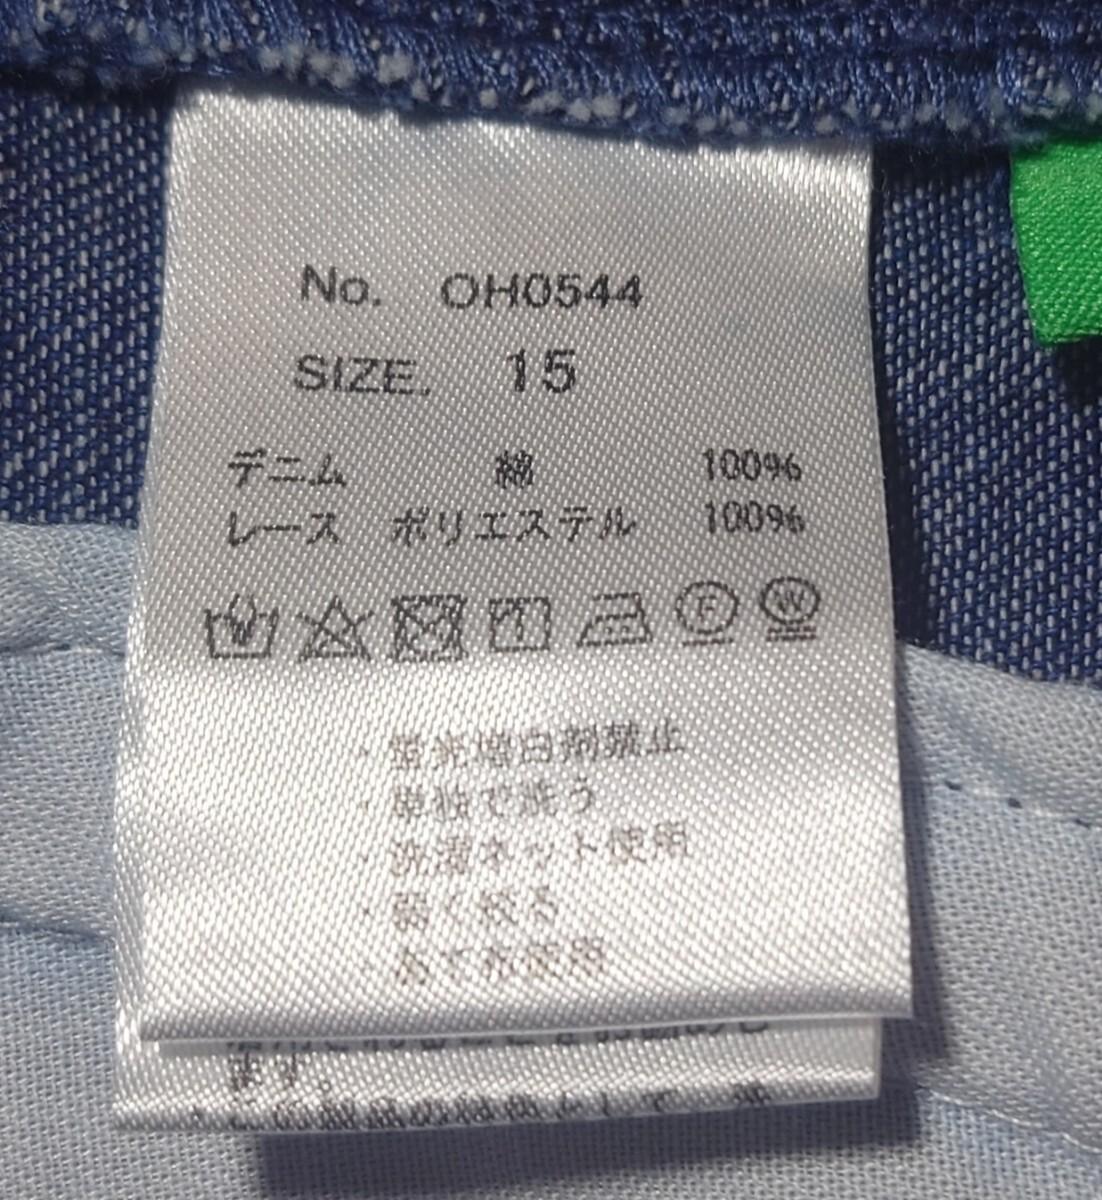 No. OH0544
SIZE. 15
デニム 綿 100%
レース ポリエステル 100%
F W
・蛍光増白剤禁止
・単独で洗う
・洗濯ネット使用
・弱く絞る
・あて布使用
ます。